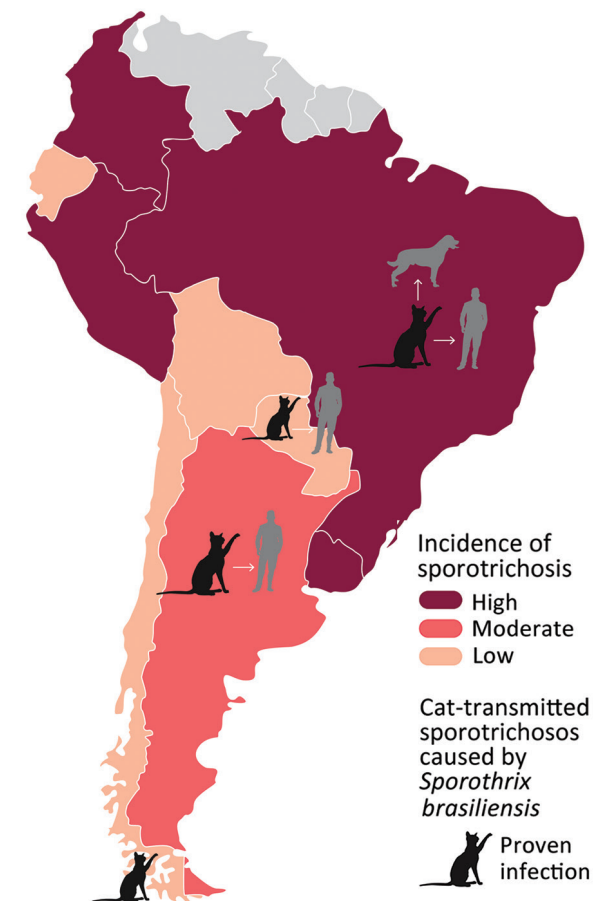 Incidence of
sporotrichosis
High
Moderate
Low
Cat-transmitted
sporotrichosos
caused by
Sporothrix
brasiliensis
Proven
infection